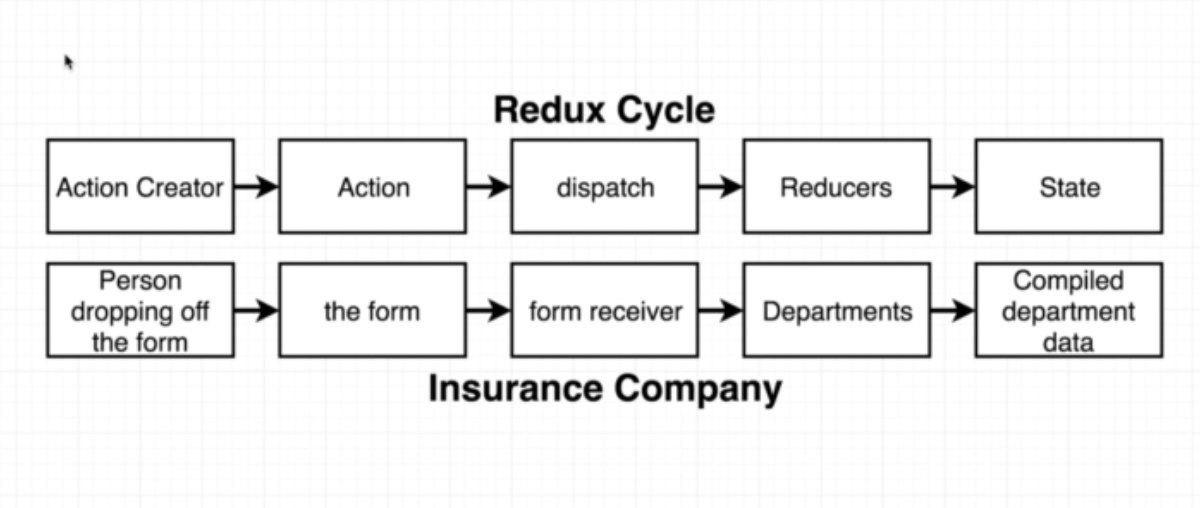 Redux Cycle
Action Creator
Action
dispatch
Reducers
State
Person
dropping off
the form
the form
form receiver
Departments
Compiled
department
data
Insurance Company